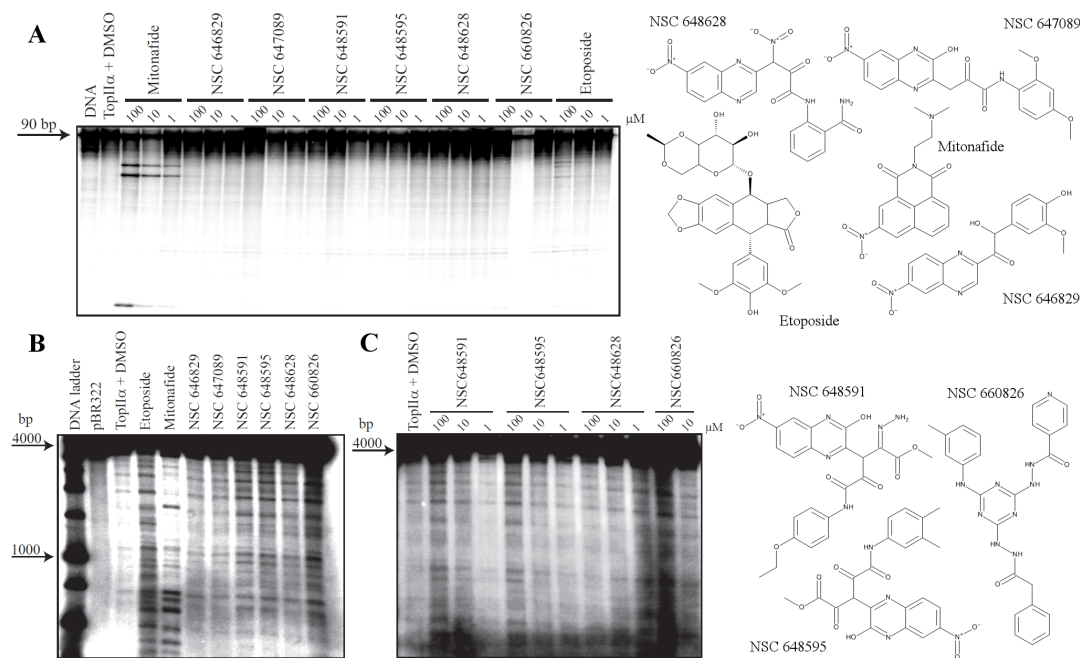 A
DNA
TopIIα + DMSO
Mitonafide
NSC 646829
NSC 647089
NSC 648591
NSC 648595
NSC 648628
NSC 660826
Etoposide
100 10 1 100 10 1 100 10 1 100 10 1 100 10 1 100 10 1 100 10 1 100 10 1 μM
90 bp
NSC 648628
NSC 647089
Mitonafide
Etoposide
NSC 646829
B
DNA ladder
pBR322
TopIIα + DMSO
Etoposide
Mitonafide
NSC 646829
NSC 647089
NSC 648591
NSC 648595
NSC 648628
NSC 660826
bp
4000
1000
C
TopIIα + DMSO
NSC648591
NSC648595
NSC648628
NSC660826
100 10 1 100 10 1 100 10 1 100 10 μM
bp
4000
NSC 648591
NSC 660826
NSC 648595